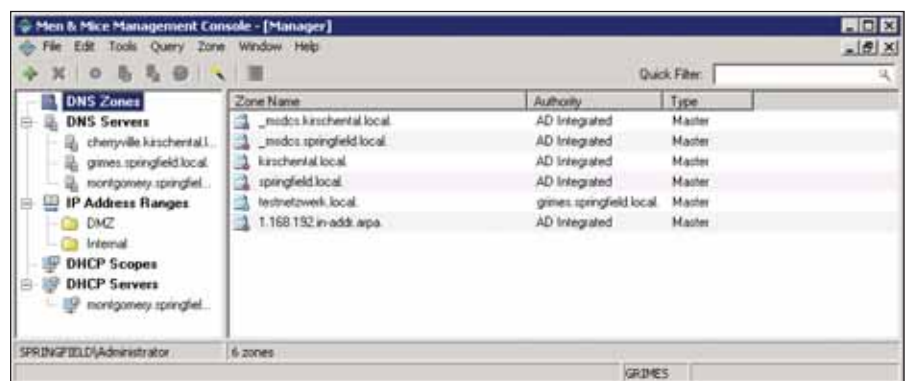 Men & Mice Management Console - [Manager]
File Edit Tools Query Zone Window Help
Quick Filter:
DNS Zones
DNS Servers
cherryville.kirschental.l...
grimes.springfield.local.
montgomery.springfiel...
IP Address Ranges
DMZ
Internal
DHCP Scopes
DHCP Servers
montgomery.springfiel...
Zone Name Authority Type
_msdcs.kirschental.local. AD Integrated Master
_msdcs.springfield.local. AD Integrated Master
kirschental.local. AD Integrated Master
springfield.local. AD Integrated Master
testnetzwerk.local. grimes.springfield.local. Master
1.168.192.in-addr.arpa. AD Integrated Master
SPRINGFIELD\Administrator 6 zones
GRIMES